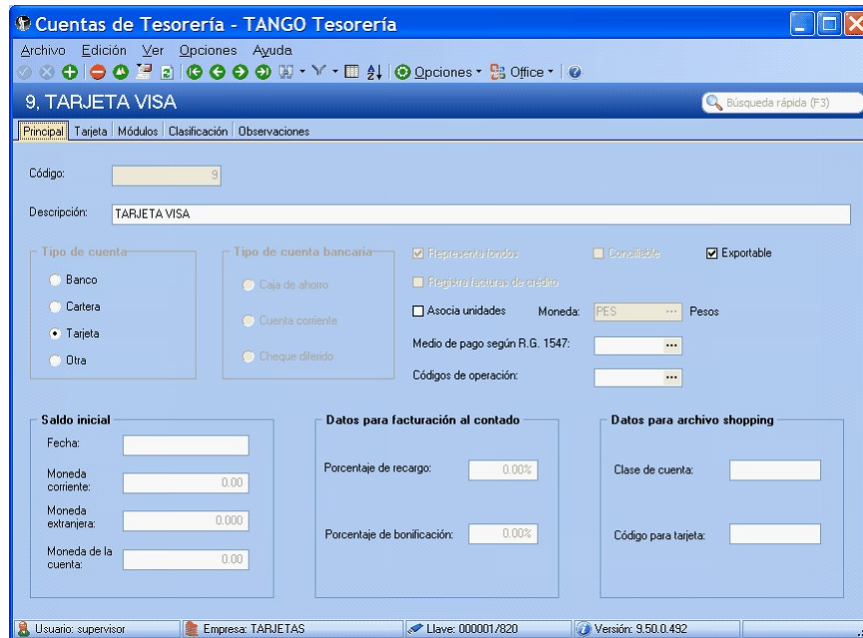 Cuentas de Tesorería - TANGO Tesorería
Archivo Edición Ver Opciones Ayuda
Opciones Office
9, TARJETA VISA
Búsqueda rápida (F3)
Principal Tarjeta Módulos Clasificación Observaciones
Código: 9
Descripción: TARJETA VISA
Tipo de cuenta Tipo de cuenta bancaria Representa fondos Conciliable Exportable
Banco Caja de ahorro Registra facturas de crédito
Cartera Cuenta corriente Asocia unidades Moneda: PES ... Pesos
Tarjeta Medio de pago según R.G. 1547: ...
Otra Cheque diferido Códigos de operación: ...
Saldo inicial Datos para facturación al contado Datos para archivo shopping
Fecha:
Moneda corriente: 0.00 Porcentaje de recargo: 0.00% Clase de cuenta:
Moneda extranjera: 0.000
Porcentaje de bonificación: 0.00% Código para tarjeta:
Moneda de la cuenta: 0.00
Usuario: supervisor Empresa: TARJETAS Llave: 000001/820 Versión: 9.50.0.492